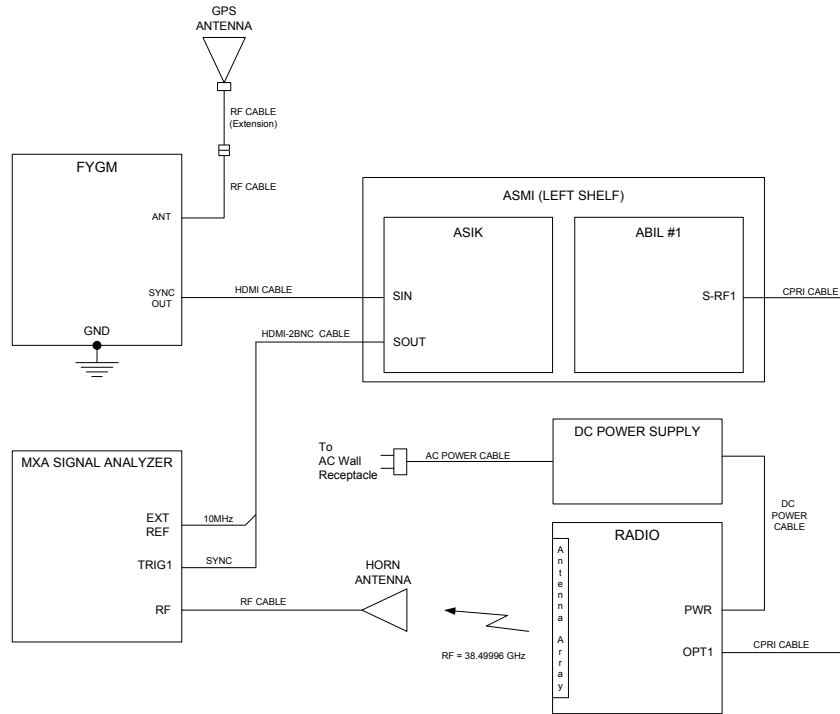 GPS
ANTENNA
RF CABLE
(Extension)
RF CABLE
FYGM
ANT
SYNC
OUT
GND
HDMI CABLE
HDMI-2BNC CABLE
ASMI (LEFT SHELF)
ASIK
SIN
SOUT
ABIL #1
S-RF1
CPRI CABLE
MXA SIGNAL ANALYZER
EXT
REF
10MHz
TRIG1
SYNC
RF
RF CABLE
HORN
ANTENNA
To
AC Wall
Receptacle
AC POWER CABLE
DC POWER SUPPLY
DC
POWER
CABLE
RADIO
Antenna Array
PWR
OPT1
CPRI CABLE
RF = 38.49996 GHz